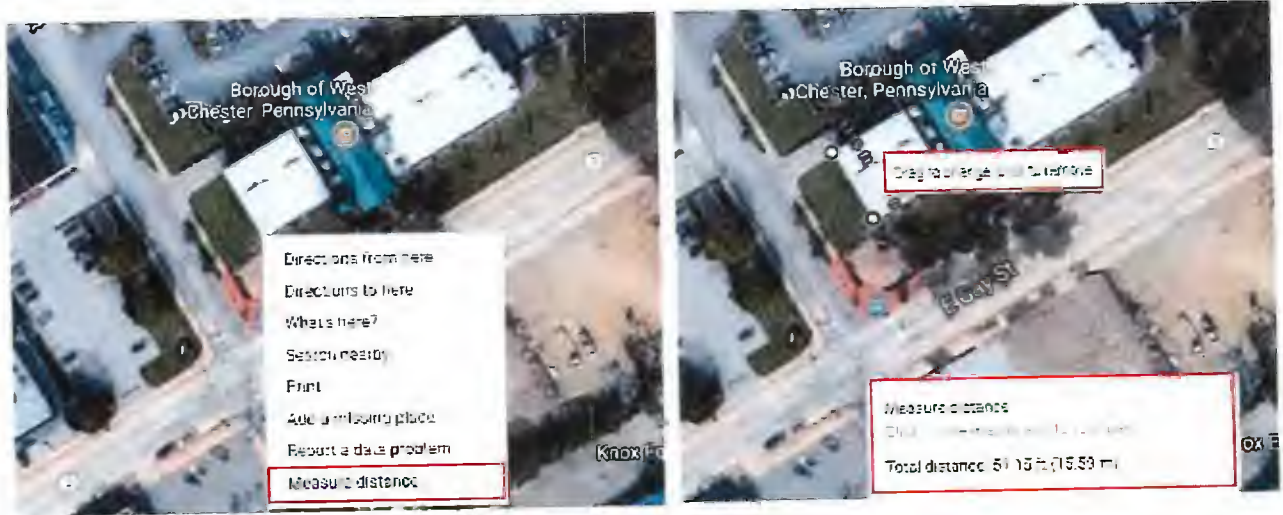 Borough of West
Chester Pennsylvania
Directions from here
Directions to here
What's here?
Search nearby
Print
Add a missing place
Report a data problem
Measure distance
Knox
Borough of West
Chester, Pennsylvania
Drag to change, click to remove
E Gay St
Measure distance
Total distance: 51.15 ft (15.59 m)